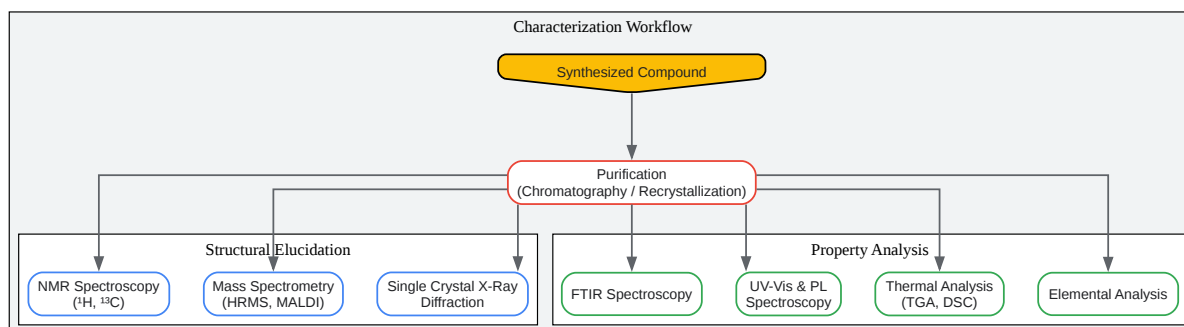 Characterization Workflow
Synthesized Compound
Purification
(Chromatography / Recrystallization)
Structural Elucidation
NMR Spectroscopy
(¹H, ¹³C)
Mass Spectrometry
(HRMS, MALDI)
Single Crystal X-Ray
Diffraction
Property Analysis
FTIR Spectroscopy
UV-Vis & PL
Spectroscopy
Thermal Analysis
(TGA, DSC)
Elemental Analysis